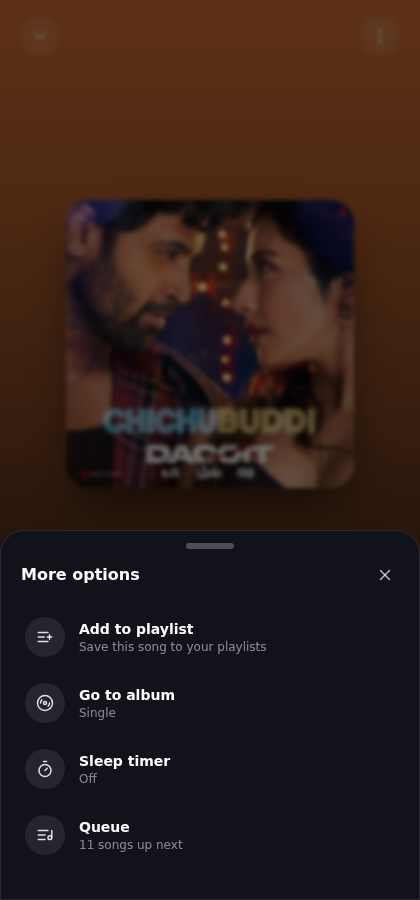 CHICHUBUDDI
DACOIT
More options
Add to playlist
Save this song to your playlists
Go to album
Single
Sleep timer
Off
Queue
11 songs up next